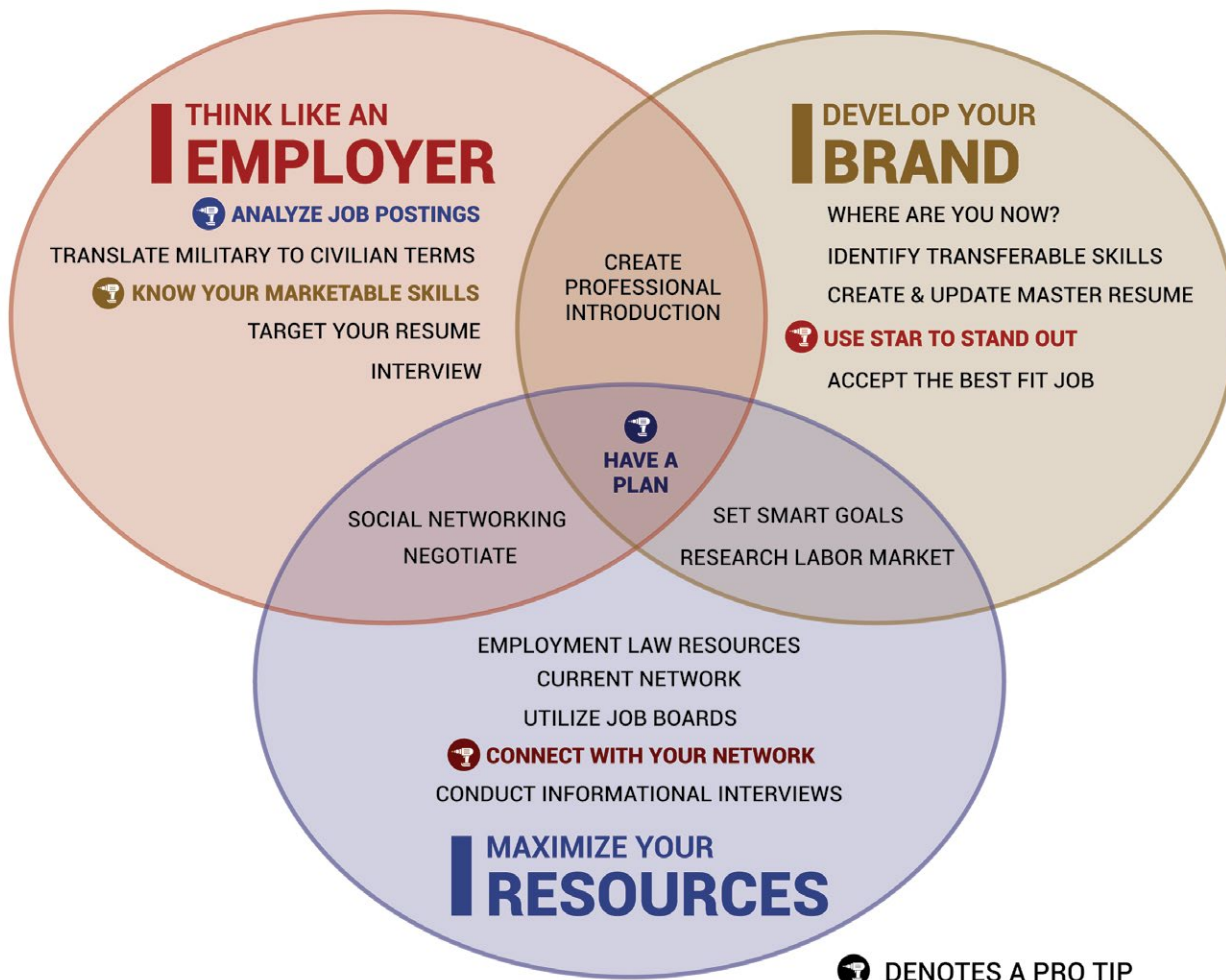 THINK LIKE AN
EMPLOYER
ANALYZE JOB POSTINGS
TRANSLATE MILITARY TO CIVILIAN TERMS
KNOW YOUR MARKETABLE SKILLS
TARGET YOUR RESUME
INTERVIEW
CREATE
PROFESSIONAL
INTRODUCTION
DEVELOP YOUR
BRAND
WHERE ARE YOU NOW?
IDENTIFY TRANSFERABLE SKILLS
CREATE & UPDATE MASTER RESUME
USE STAR TO STAND OUT
ACCEPT THE BEST FIT JOB
HAVE A
PLAN
SOCIAL NETWORKING
NEGOTIATE
SET SMART GOALS
RESEARCH LABOR MARKET
EMPLOYMENT LAW RESOURCES
CURRENT NETWORK
UTILIZE JOB BOARDS
CONNECT WITH YOUR NETWORK
CONDUCT INFORMATIONAL INTERVIEWS
MAXIMIZE YOUR
RESOURCES
DENOTES A PRO TIP